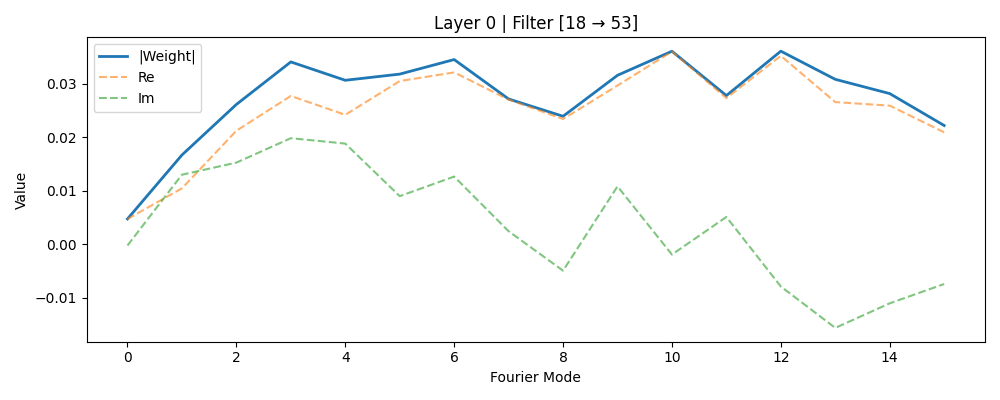 Layer 0 | Filter [18 → 53]
|Weight|
Re
Im
Value
0.03
0.02
0.01
0.00
−0.01
0 2 4 6 8 10 12 14
Fourier Mode